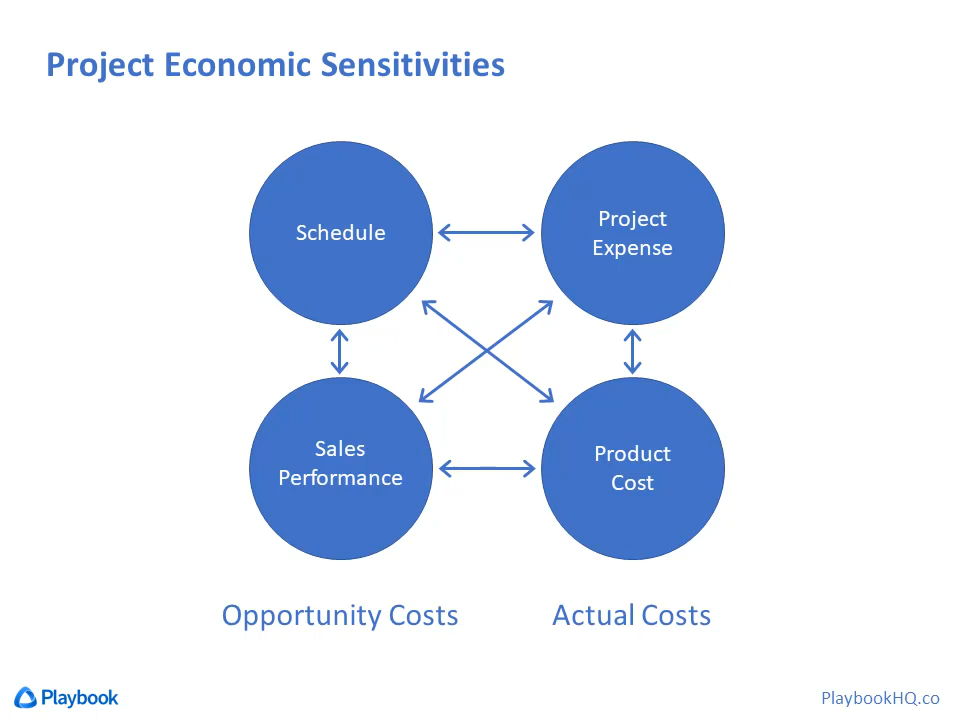 Project Economic Sensitivities
Schedule
Project
Expense
Sales
Performance
Product
Cost
Opportunity Costs
Actual Costs
Playbook
PlaybookHQ.co